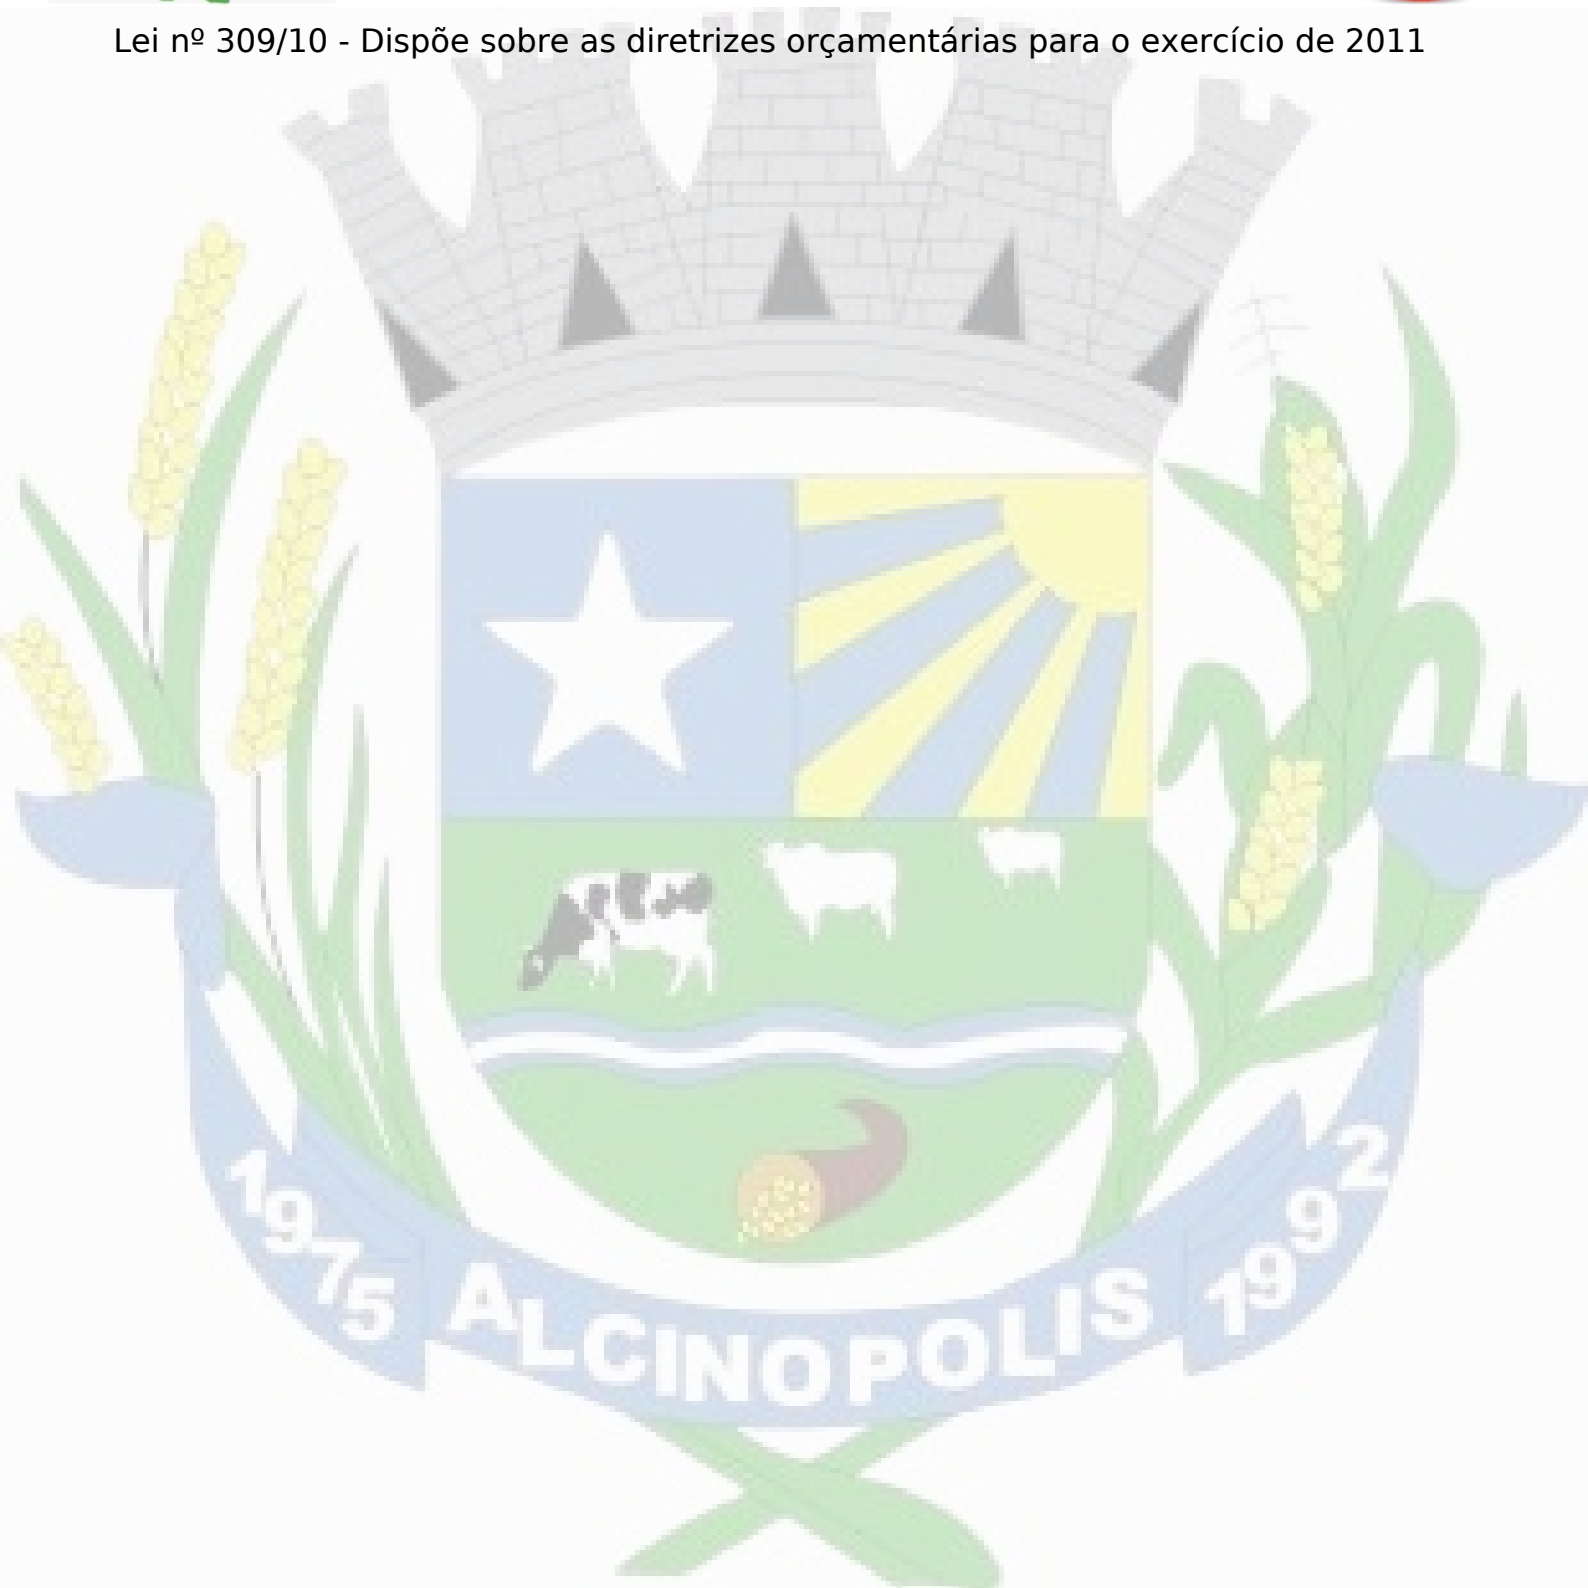 Lei nº 309/10 - Dispõe sobre as diretrizes orçamentárias para o exercício de 2011
1975 ALCINOPOLIS 1992